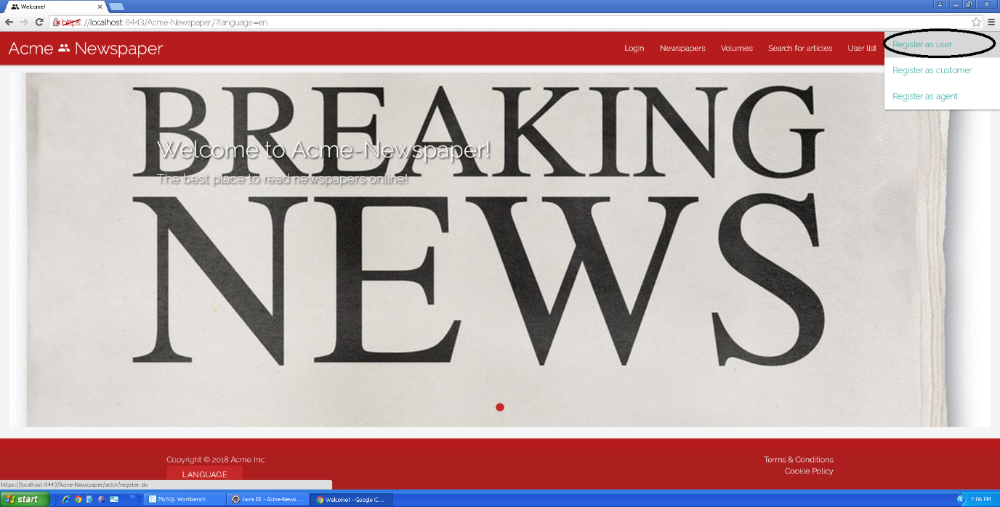 Welcome!
https://localhost:8443/Acme-Newspaper/?language=en
Acme Newspaper
Login Newspapers Volumes Search for articles User list
Register as user
Register as customer
Register as agent
BREAKING
Welcome to Acme-Newspaper!
The best place to read newspapers online!
NEWS
Copyright © 2018 Acme Inc.
Terms & Conditions
Cookie Policy
LANGUAGE
https://localhost:8443/Acme-Newspaper/actor/register.do
start
MySQL Workbench
Java EE - Acme-News...
Welcome! - Google C...
7:06 PM